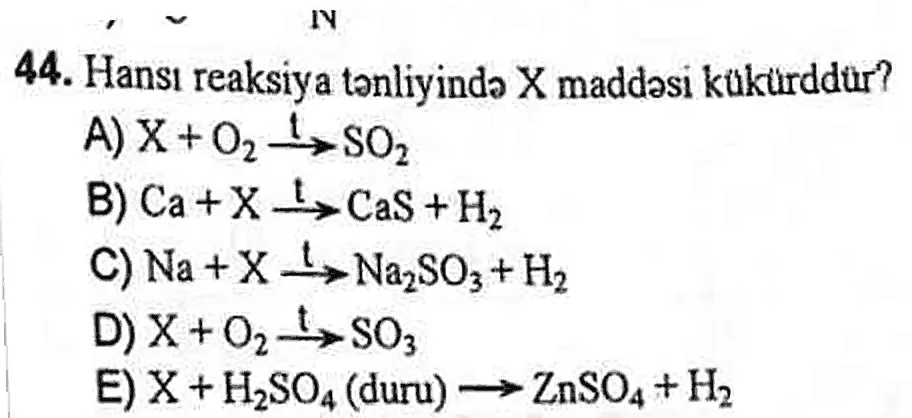 N
44. Hansı reaksiya tənliyində X maddəsi kükürddür?
A) X + O₂ —t→ SO₂
B) Ca + X —t→ CaS + H₂
C) Na + X —t→ Na₂SO₃ + H₂
D) X + O₂ —t→ SO₃
E) X + H₂SO₄ (duru) ⟶ ZnSO₄ + H₂